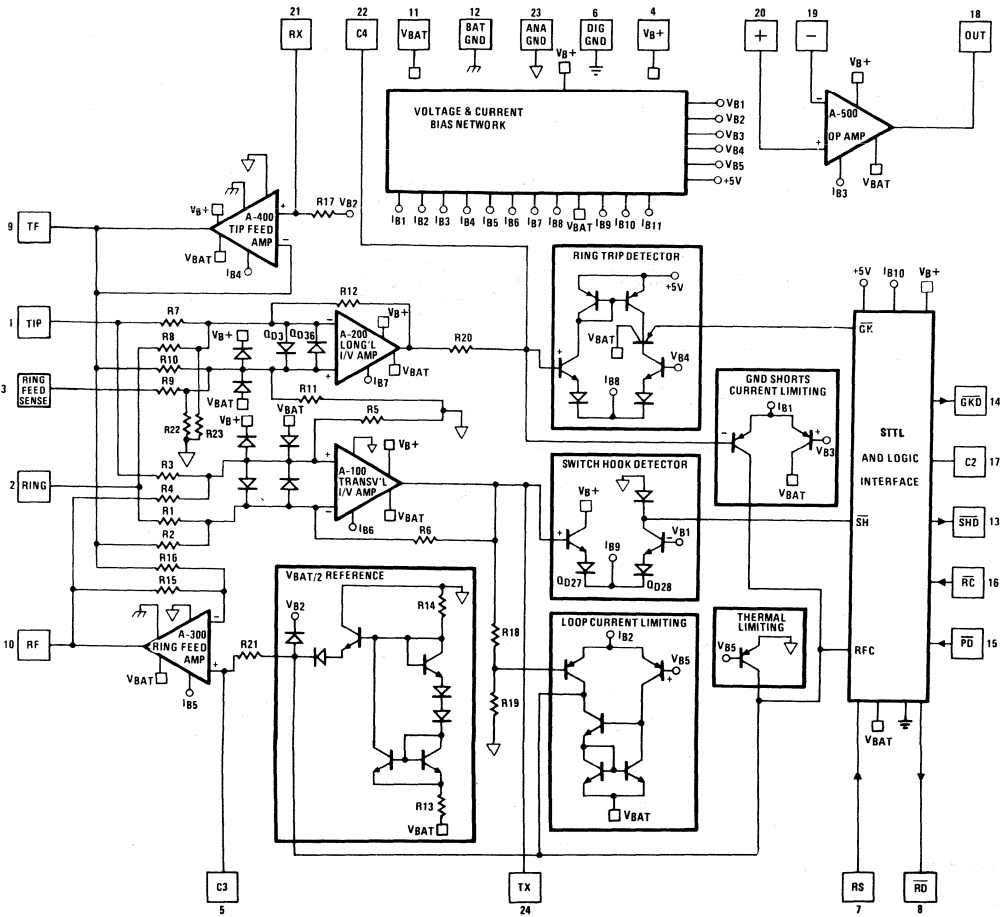 21
22
11
12
23
6
4
20
19
18
RX
C4
VBAT
BAT GND
ANA GND
DIG GND
VB+
+
−
OUT
VB+
VOLTAGE & CURRENT
BIAS NETWORK
VB1
VB2
VB3
VB4
VB5
+5V
IB1
IB2
IB3
IB4
IB5
IB6
IB7
IB8
VBAT
IB9
IB10
IB11
VB+
−
A-500
OP AMP
+
VBAT
IB3
9
TF
VB+
A-400
TIP FEED
AMP
+
−
VBAT
IB4
R17
VB2
1
TIP
R7
R8
R10
R9
3
RING
FEED
SENSE
R22
R23
VB+
VBAT
QD3
QD36
R12
−
A-200
LONG'L
I/V AMP
+
VB+
VBAT
IB7
R20
R11
R5
VB+
VBAT
2
RING
R3
R4
R1
R2
R16
R15
+
A-100
TRANSV'L
I/V AMP
−
VB+
VBAT
IB6
R6
RING TRIP DETECTOR
+5V
VBAT
+
VB4
IB8
GND SHORTS
CURRENT LIMITING
IB1
−
+
VB3
VBAT
SWITCH HOOK DETECTOR
VB+
+
−
VB1
IB9
QD27
QD28
+5V
IB10
VB+
G̅K̅
STTL
AND LOGIC
INTERFACE
S̅H̅
RFC
VBAT
G̅K̅D̅
14
C2
17
S̅H̅D̅
13
R̅C̅
16
P̅D̅
15
10
RF
−
A-300
RING FEED
AMP
+
VBAT
IB5
R21
VBAT/2 REFERENCE
VB2
R14
R13
VBAT
R18
R19
LOOP CURRENT LIMITING
IB2
−
VB5
+
VBAT
THERMAL
LIMITING
VB5
C3
5
TX
24
RS
7
R̅D̅
8